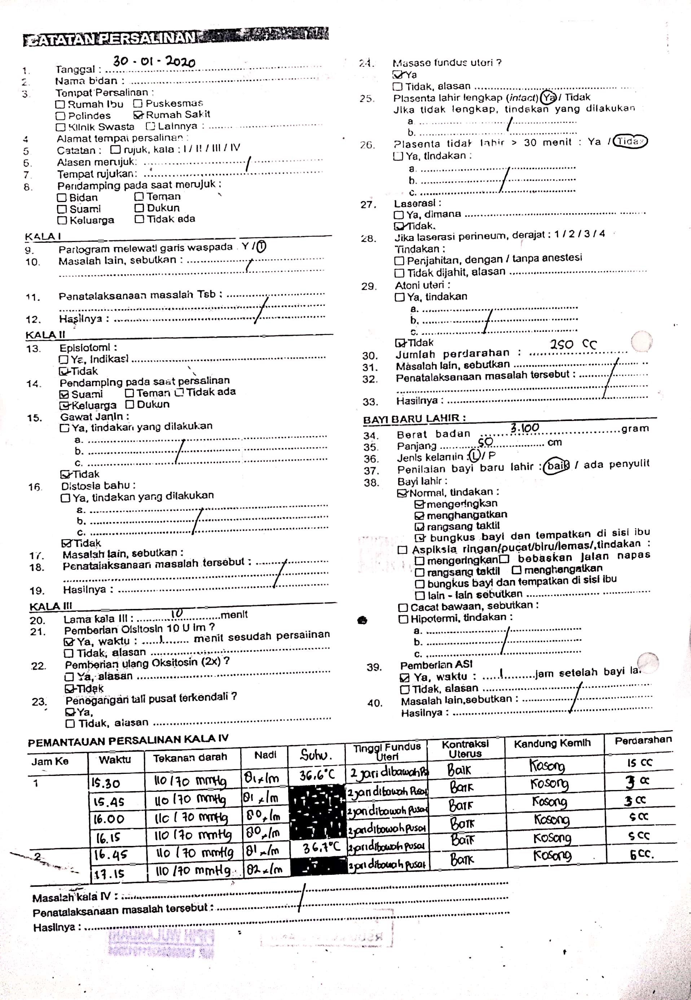 CATATAN PERSALINAN
1. Tanggal : 30 - 01 - 2020
2. Nama bidan :
3. Tempat Persalinan :
☐ Rumah Ibu ☐ Puskesmas
☐ Polindes ☑ Rumah Sakit
☐ Klinik Swasta ☐ Lainnya :
4 Alamat tempat persalinan :
5 Catatan : ☐ rujuk, kala : I / II / III / IV
6. Alasan merujuk: /
7. Tempat rujukan:
8. Pendamping pada saat merujuk :
☐ Bidan ☐ Teman
☐ Suami ☐ Dukun
☐ Keluarga ☐ Tidak ada
KALA I
9. Partogram melewati garis waspada Y / T
10. Masalah lain, sebutkan : /
11. Penatalaksanaan masalah Tsb : /
12. Hasilnya :
KALA II
13. Episiotomi :
☐ Ya, Indikasi
☑ Tidak
14. Pendamping pada saat persalinan
☑ Suami ☐ Teman ☐ Tidak ada
☑ Keluarga ☐ Dukun
15. Gawat Janin :
☐ Ya, tindakan yang dilakukan
a. /
b.
c.
☑ Tidak
16. Distosia bahu :
☐ Ya, tindakan yang dilakukan
a. /
b.
c.
☑ Tidak
17. Masalah lain, sebutkan :
18. Penatalaksanaan masalah tersebut : /
19. Hasilnya :
KALA III
20. Lama kala III : 10 menit
21. Pemberian Oisitosin 10 U im ?
☑ Ya, waktu : 1 menit sesudah persalinan
☐ Tidak, alasan
22. Pemberian ulang Oksitosin (2x) ?
☐ Ya, alasan
☑ Tidak
23. Penegangan tali pusat terkendali ?
☑ Ya,
☐ Tidak, alasan
24. Masase fundus uteri ?
☑ Ya
☐ Tidak, alasan
25. Plasenta lahir lengkap (intact) Ya / Tidak
Jika tidak lengkap, tindakan yang dilakukan
a. /
b.
26. Plasenta tidak lahir > 30 menit : Ya / Tidak
☐ Ya, tindakan :
a. /
b.
c.
27. Laserasi :
☐ Ya, dimana
☑ Tidak.
28. Jika laserasi perineum, derajat : 1 / 2 / 3 / 4
Tindakan :
☐ Penjahitan, dengan / tanpa anestesi
☐ Tidak dijahit, alasan
29. Atoni uteri :
☐ Ya, tindakan
a. /
b.
c.
☑ Tidak
30. Jumlah perdarahan : 250 cc
31. Masalah lain, sebutkan /
32. Penatalaksanaan masalah tersebut :
33. Hasilnya :
BAYI BARU LAHIR :
34. Berat badan 3.100 gram
35. Panjang 50 cm
36. Jenis kelamin : L / P
37. Penilaian bayi baru lahir : baik / ada penyulit
38. Bayi lahir :
☑ Normal, tindakan :
☑ mengeringkan
☑ menghangatkan
☑ rangsang taktil
☑ bungkus bayi dan tempatkan di sisi ibu
☐ Aspiksia ringan/pucat/biru/lemas/,tindakan :
☐ mengeringkan ☐ bebaskan jalan napas
☐ rangsang taktil ☐ menghangatkan
☐ bungkus bayi dan tempatkan di sisi ibu
☐ lain - lain sebutkan
☐ Cacat bawaan, sebutkan :
☐ Hipotermi, tindakan :
a. /
b.
c.
39. Pemberian ASI
☑ Ya, waktu : 1 jam setelah bayi la
☐ Tidak, alasan
40. Masalah lain,sebutkan : /
Hasilnya :
PEMANTAUAN PERSALINAN KALA IV
Jam Ke Waktu Tekanan darah Nadi Suhu. Tinggi Fundus Uteri Kontraksi Uterus Kandung Kemih Perdarahan
1 15.30 110 / 70 mmHg 81 x/m 36.6°C 2 jari dibawah Ps Baik Kosong 15 cc
15.45 110 / 70 mmHg 81 x/m 2 jari dibawah Pusat Baik Kosong 3 cc
16.00 110 / 70 mmHg 80 x/m 2 jari dibawah Pusat Baik Kosong 3 cc
16.15 110 / 70 mmHg 80 x/m 2 jari dibawah pusat Baik Kosong 5 cc
2 16.45 110 / 70 mmHg 81 x/m 36.7°C 2 jari dibawah pusat Baik Kosong 5 cc
17.15 110 / 70 mmHg 82 x/m 2 jari dibawah pusat Baik Kosong 6 cc.
Masalah kala IV : /
Penatalaksanaan masalah tersebut :
Hasilnya :